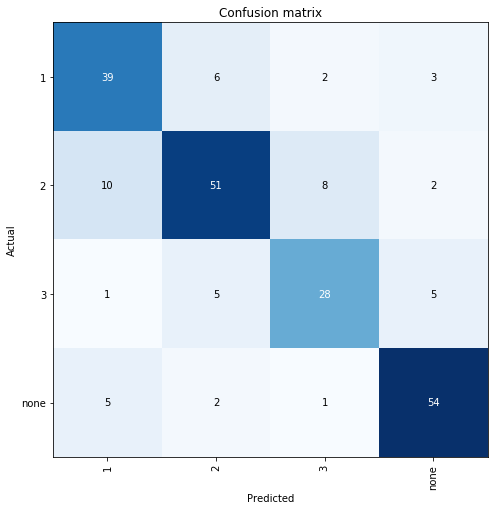 Confusion matrix
Actual
1 39 6 2 3
2 10 51 8 2
3 1 5 28 5
none 5 2 1 54
1 2 3 none
Predicted